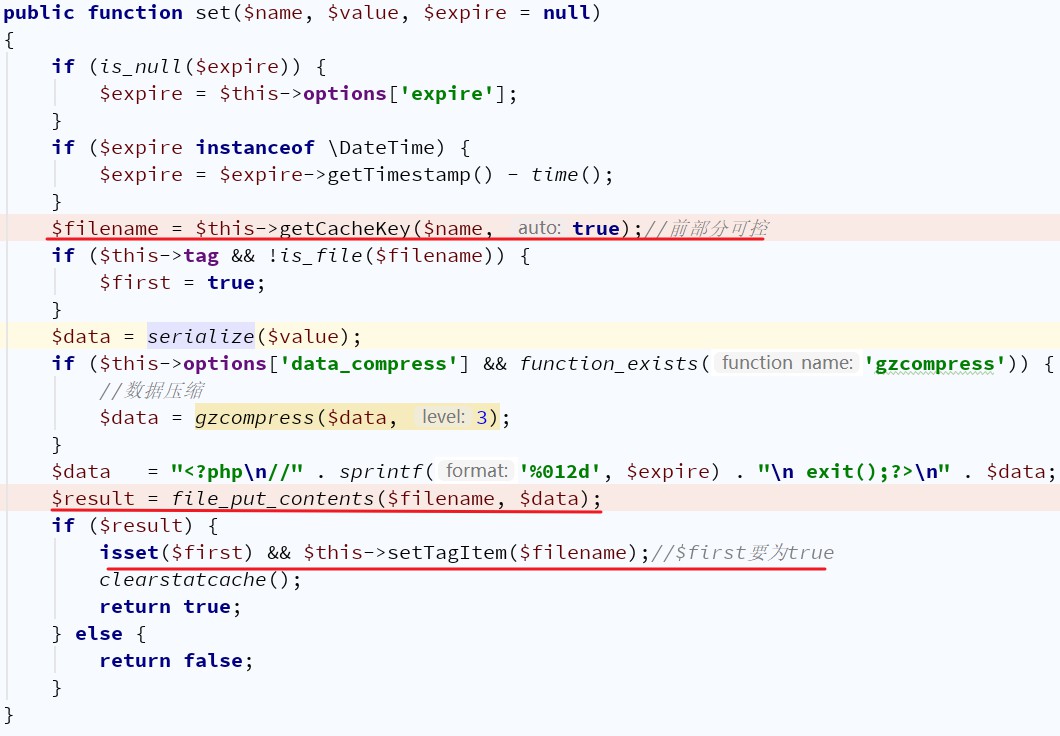 public function set($name, $value, $expire = null)
{
    if (is_null($expire)) {
        $expire = $this->options['expire'];
    }
    if ($expire instanceof \DateTime) {
        $expire = $expire->getTimestamp() - time();
    }
    $filename = $this->getCacheKey($name, auto: true);//前部分可控
    if ($this->tag && !is_file($filename)) {
        $first = true;
    }
    $data = serialize($value);
    if ($this->options['data_compress'] && function_exists( function name: 'gzcompress')) {
        //数据压缩
        $data = gzcompress($data, level: 3);
    }
    $data   = "<?php\n//" . sprintf( format: '%012d', $expire) . "\n exit();?>\n" . $data;
    $result = file_put_contents($filename, $data);
    if ($result) {
        isset($first) && $this->setTagItem($filename);//$first要为true
        clearstatcache();
        return true;
    } else {
        return false;
    }
}